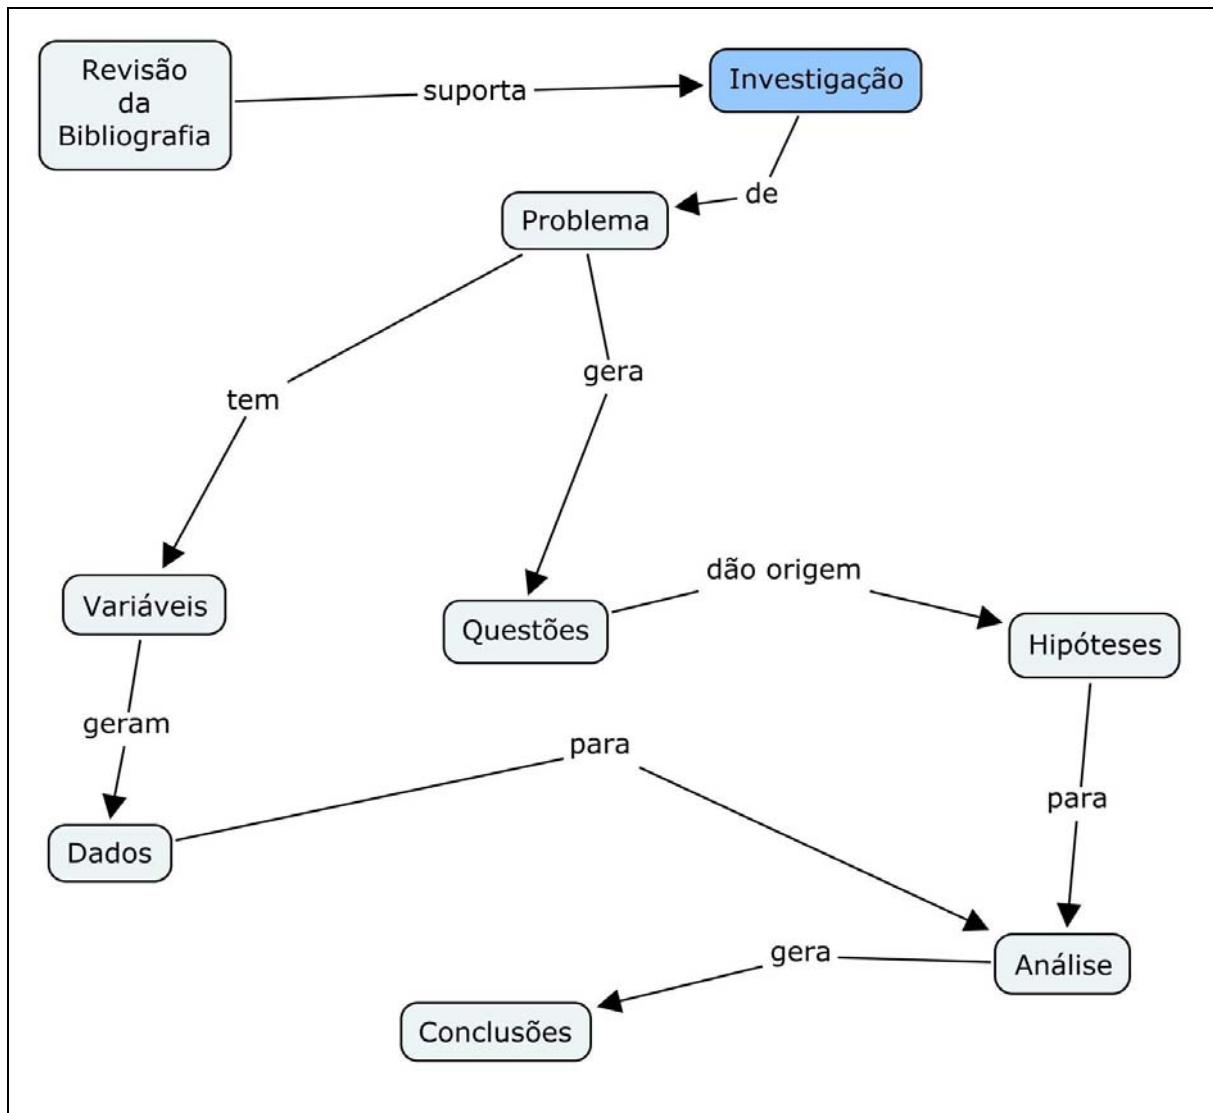 Revisão
da
Bibliografia
suporta
Investigação
de
Problema
tem
gera
Variáveis
Questões
dão origem
Hipóteses
geram
para
para
Dados
Análise
gera
Conclusões